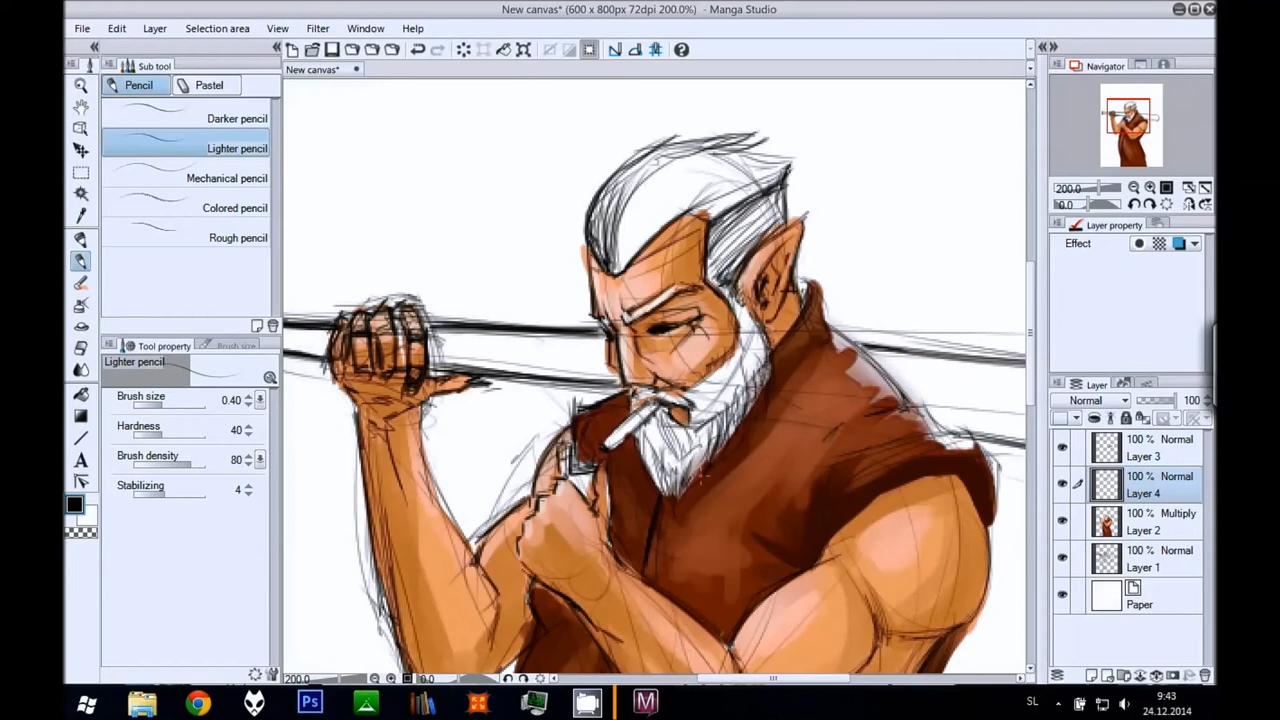 New canvas* (600 x 800px 72dpi 200.0%) - Manga Studio
File Edit Layer Selection area View Filter Window Help
Sub tool
New canvas*
Navigator
Pencil Pastel
Darker pencil
Lighter pencil
Mechanical pencil
Colored pencil
Rough pencil
200.0
0.0
Layer property
Effect
Tool property Brush size
Lighter pencil
Brush size 0.40
Hardness 40
Brush density 80
Stabilizing 4
A
Layer
Normal 100
100 % Normal
Layer 3
100 % Normal
Layer 4
100 % Multiply
Layer 2
100 % Normal
Layer 1
Paper
200.0 0.0
Ps
M
SL
9:43
24.12.2014